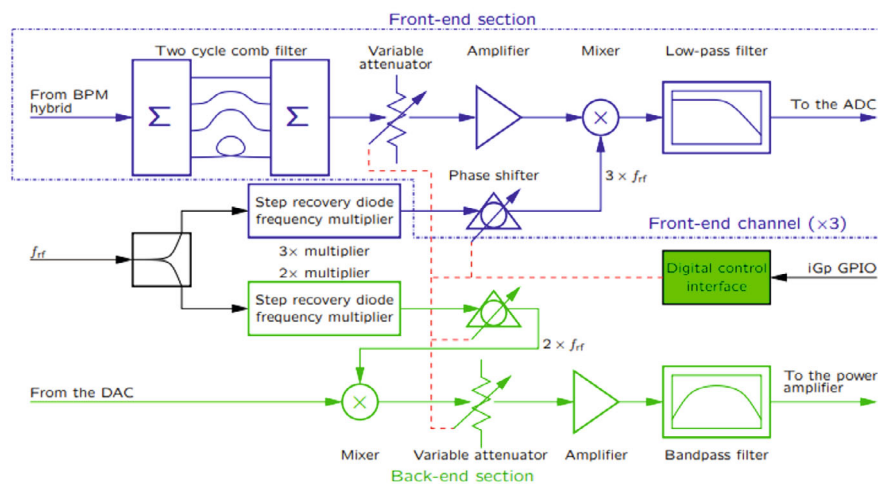 Front-end section
Two cycle comb filter
Variable
attenuator
Amplifier
Mixer
Low-pass filter
From BPM
hybrid
Σ
Σ
×
To the ADC
3 × frf
Phase shifter
Step recovery diode
frequency multiplier
Front-end channel (×3)
frf
3× multiplier
2× multiplier
Digital control
interface
iGp GPIO
Step recovery diode
frequency multiplier
2 × frf
From the DAC
×
To the power
amplifier
Mixer
Variable attenuator
Amplifier
Bandpass filter
Back-end section